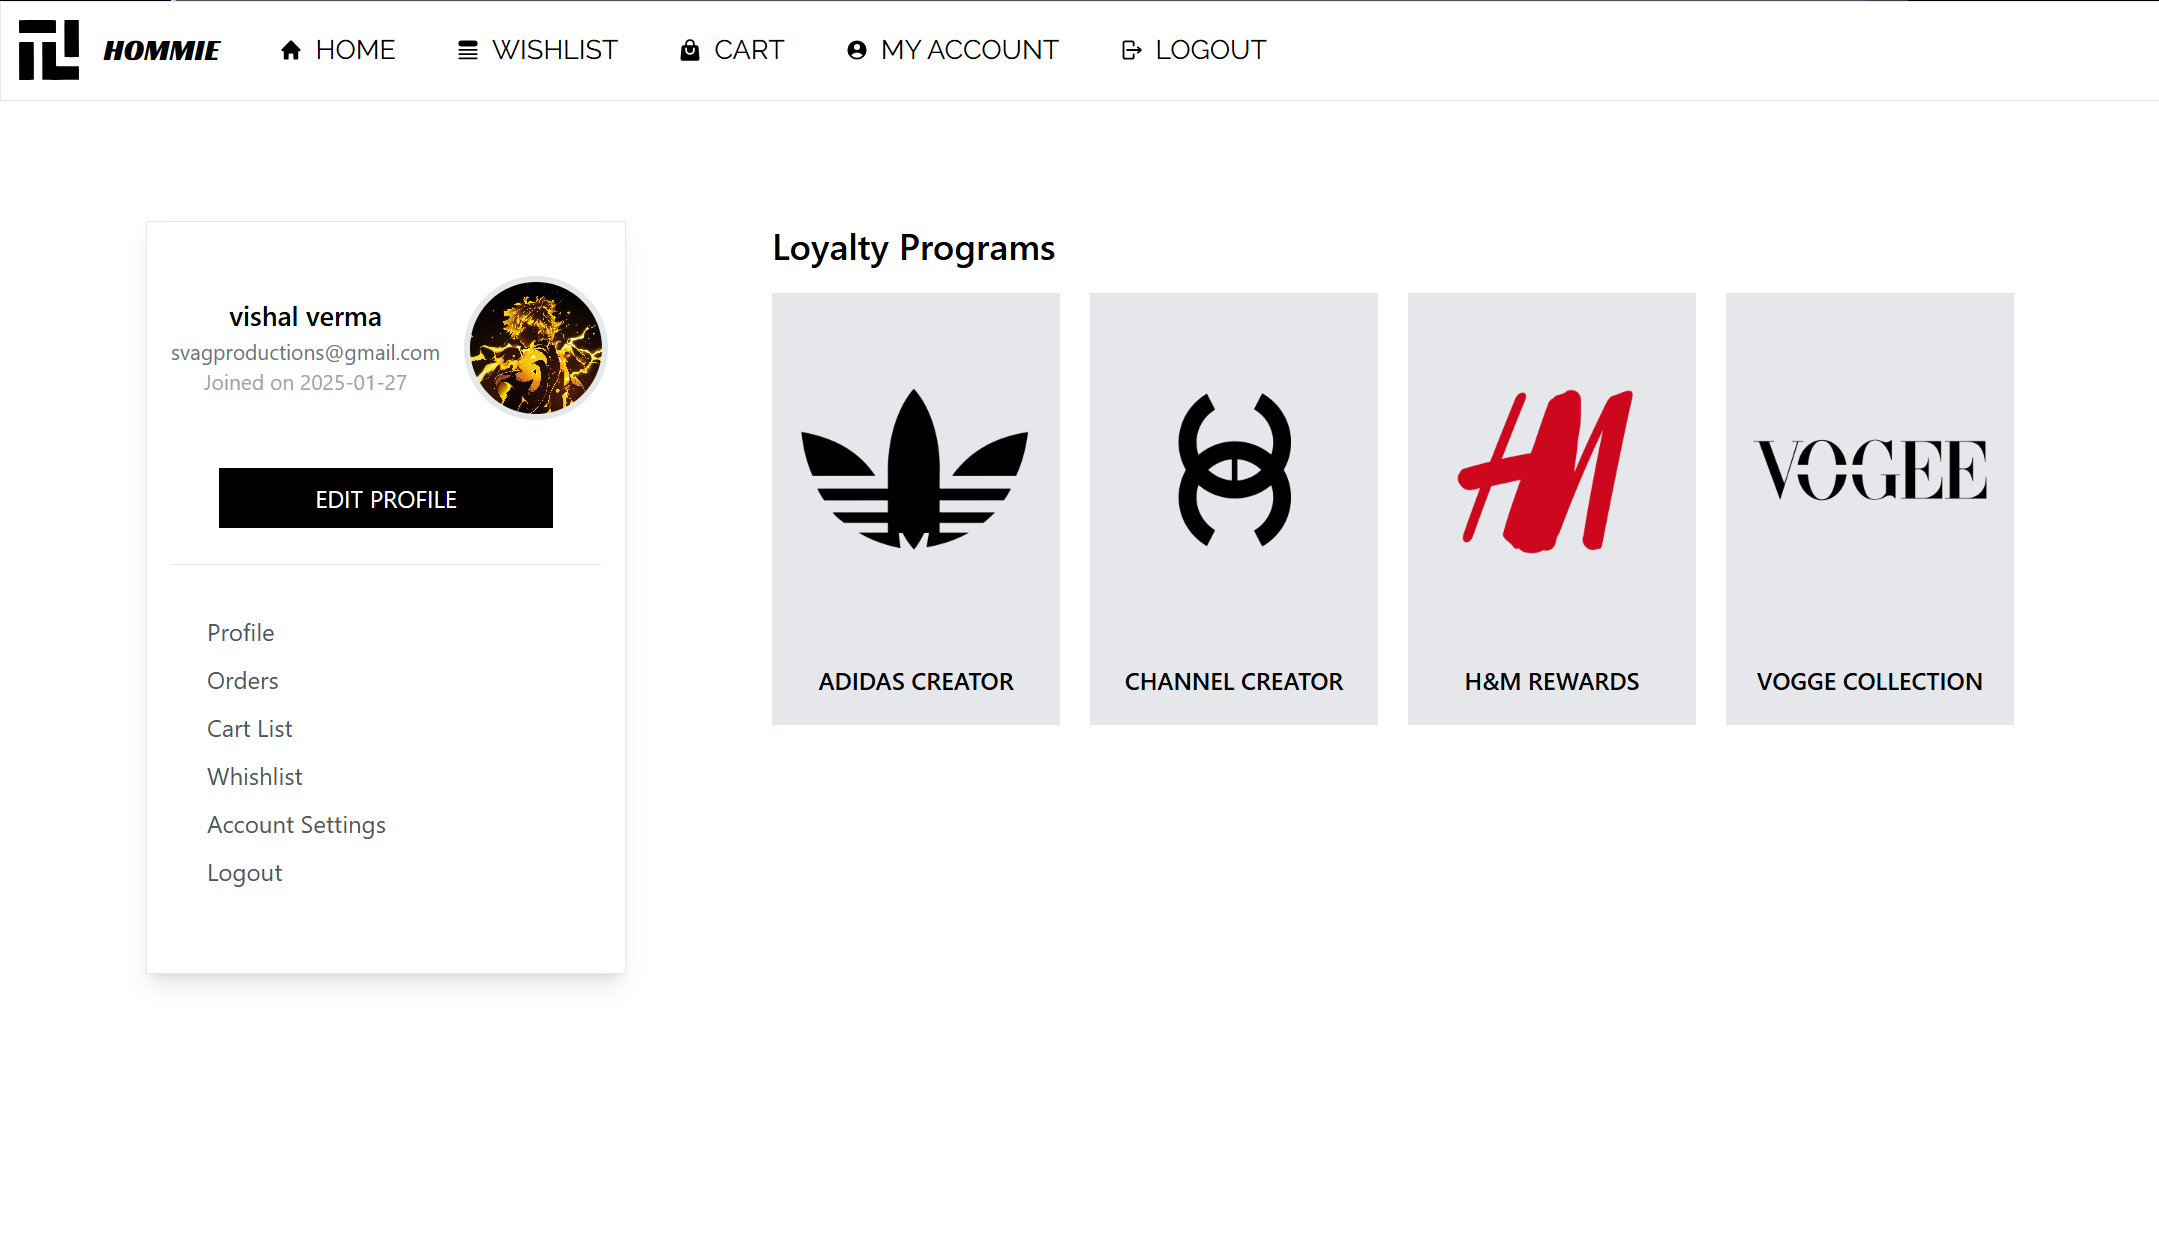 HOMMIE HOME WISHLIST CART MY ACCOUNT LOGOUT
vishal verma
svagproductions@gmail.com
Joined on 2025-01-27
EDIT PROFILE
Profile
Orders
Cart List
Whishlist
Account Settings
Logout
Loyalty Programs
HM
VOGEE
ADIDAS CREATOR
CHANNEL CREATOR
H&M REWARDS
VOGGE COLLECTION